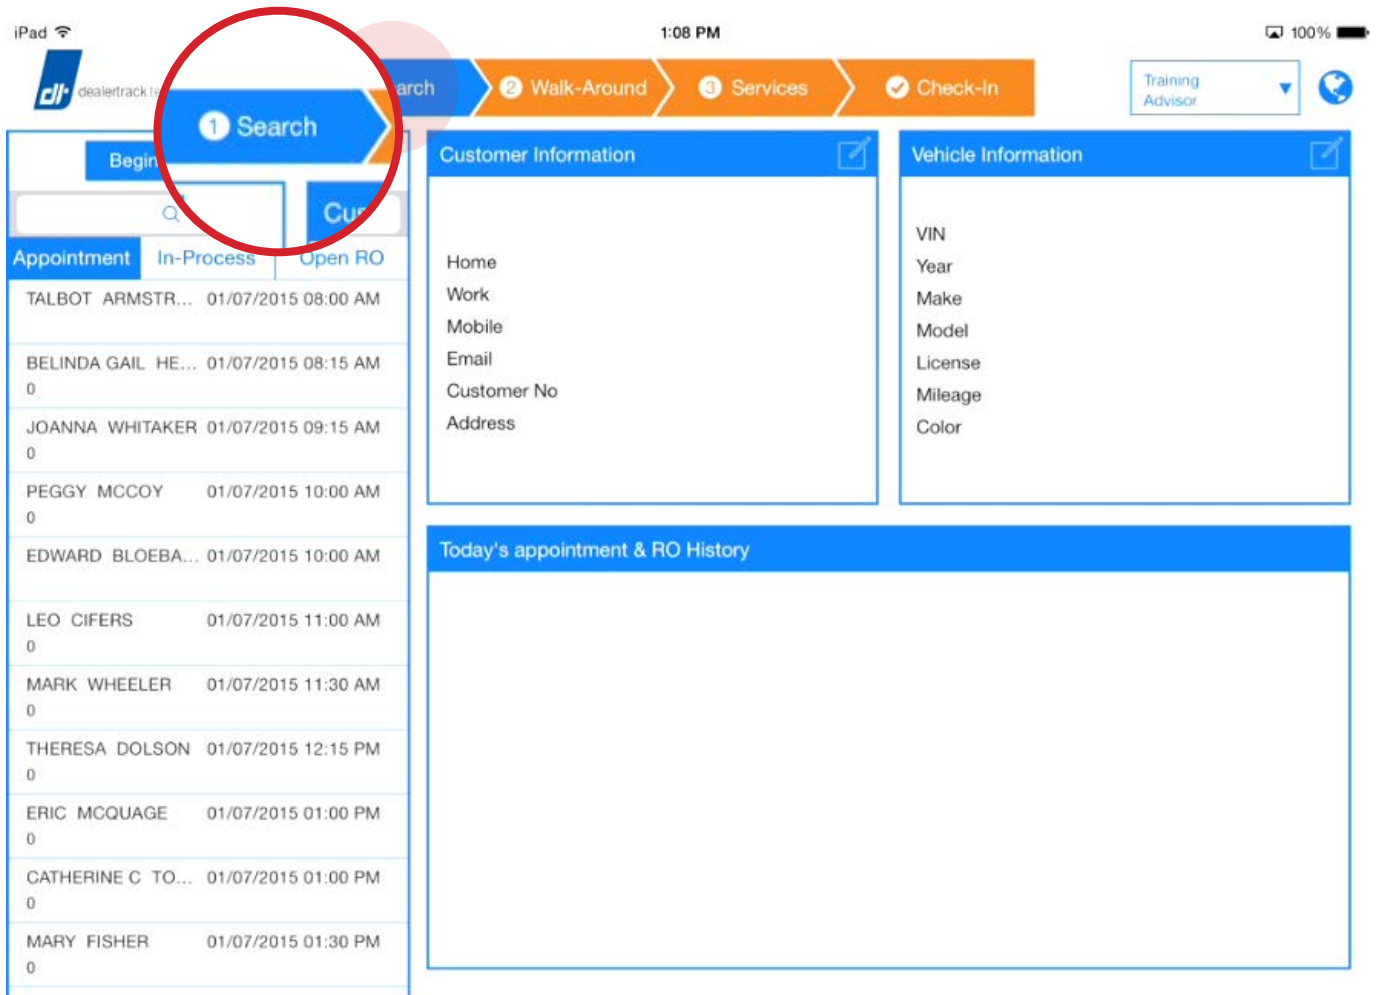 iPad
1:08 PM
100%
dlr dealertrack
1 Search
arch
2 Walk-Around
3 Services
Check-In
Training
Advisor
Begin
Cus
Appointment
In-Process
Open RO
TALBOT ARMSTR... 01/07/2015 08:00 AM
BELINDA GAIL HE... 01/07/2015 08:15 AM
0
JOANNA WHITAKER 01/07/2015 09:15 AM
0
PEGGY MCCOY 01/07/2015 10:00 AM
0
EDWARD BLOEBA... 01/07/2015 10:00 AM
LEO CIFERS 01/07/2015 11:00 AM
0
MARK WHEELER 01/07/2015 11:30 AM
0
THERESA DOLSON 01/07/2015 12:15 PM
0
ERIC MCQUAGE 01/07/2015 01:00 PM
0
CATHERINE C TO... 01/07/2015 01:00 PM
0
MARY FISHER 01/07/2015 01:30 PM
0
Customer Information
Home
Work
Mobile
Email
Customer No
Address
Vehicle Information
VIN
Year
Make
Model
License
Mileage
Color
Today's appointment & RO History